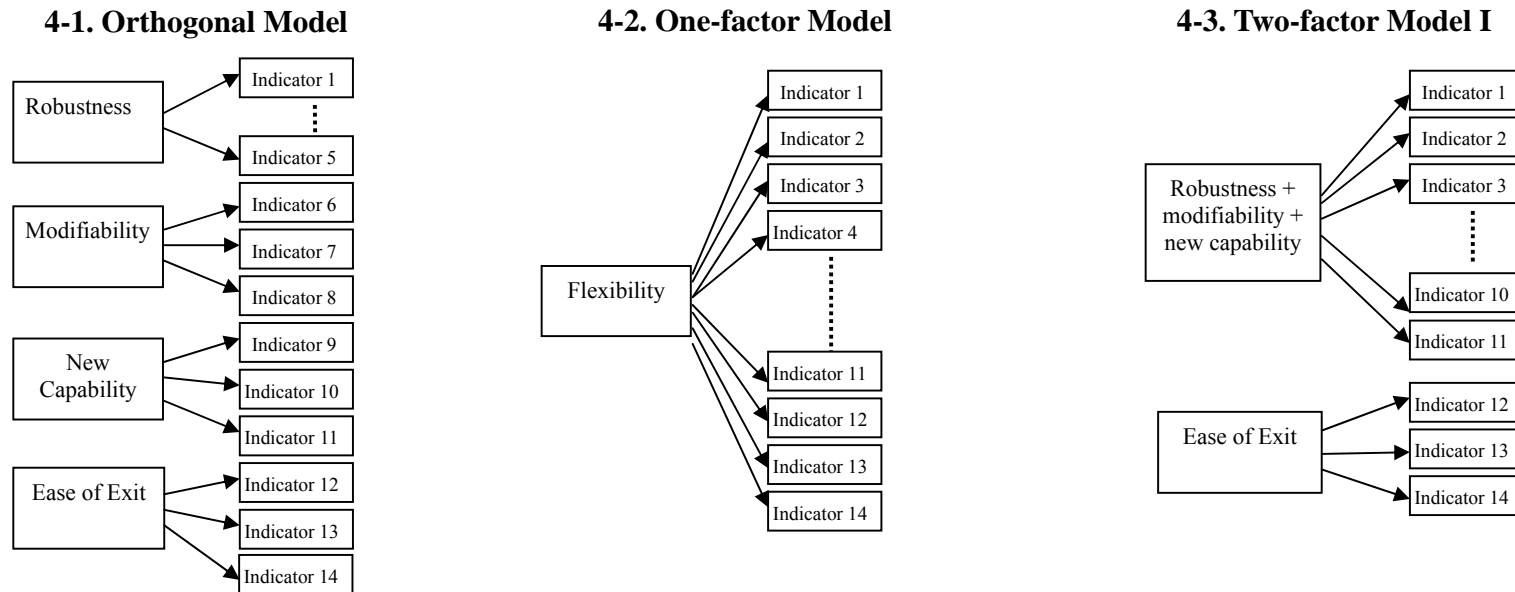 4-1. Orthogonal Model
Robustness
Indicator 1
Indicator 5
Modifiability
Indicator 6
Indicator 7
Indicator 8
New
Capability
Indicator 9
Indicator 10
Indicator 11
Ease of Exit
Indicator 12
Indicator 13
Indicator 14
4-2. One-factor Model
Flexibility
Indicator 1
Indicator 2
Indicator 3
Indicator 4
Indicator 11
Indicator 12
Indicator 13
Indicator 14
4-3. Two-factor Model I
Robustness +
modifiability +
new capability
Indicator 1
Indicator 2
Indicator 3
Indicator 10
Indicator 11
Ease of Exit
Indicator 12
Indicator 13
Indicator 14